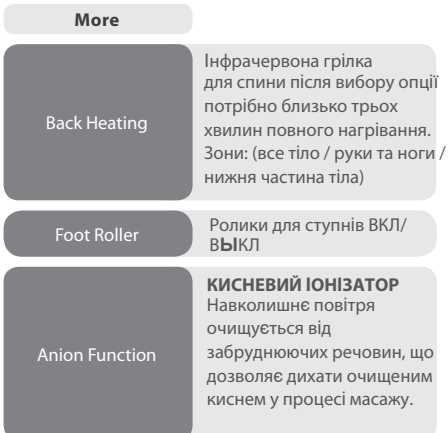 More
Back Heating
Інфрачервона грілка
для спини після вибору опції
потрібно близько трьох
хвилин повного нагрівання.
Зони: (все тіло / руки та ноги /
нижня частина тіла)
Foot Roller
Ролики для ступнів ВКЛ/
ВЫКЛ
Anion Function
КИСНЕВИЙ ІОНІЗАТОР
Навколишнє повітря
очищується від
забруднюючих речовин, що
дозволяє дихати очищеним
киснем у процесі масажу.